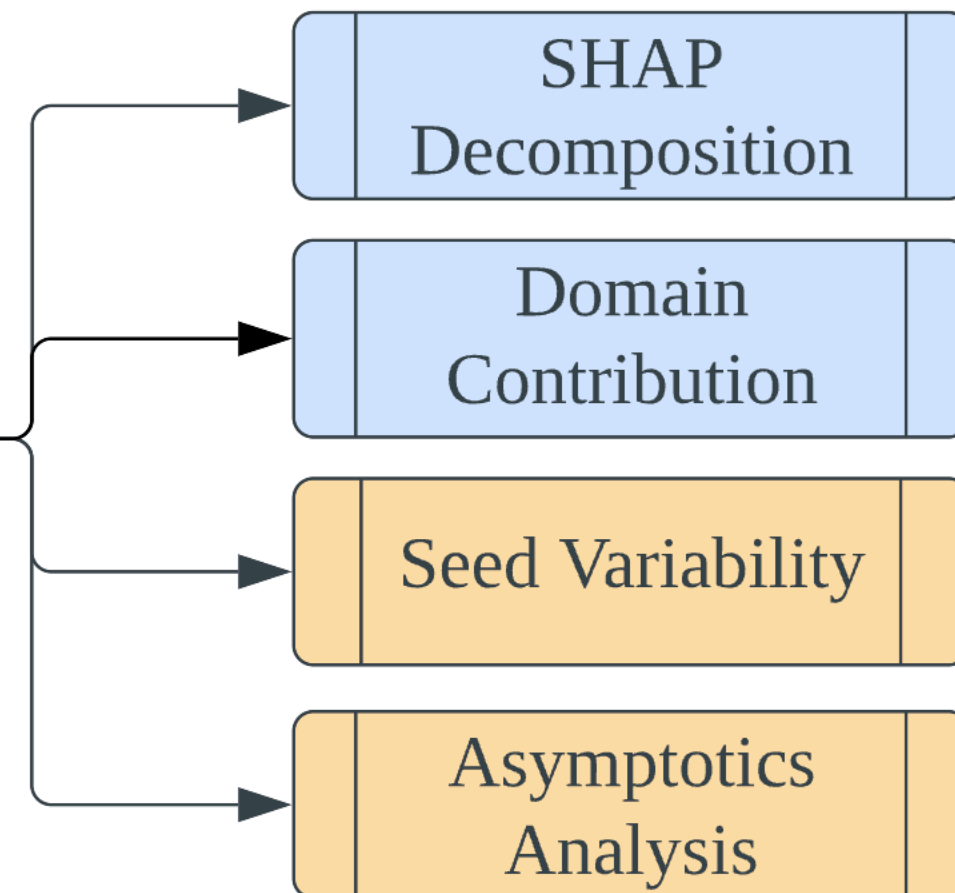 SHAP
Decomposition
Domain
Contribution
Seed Variability
Asymptotics
Analysis